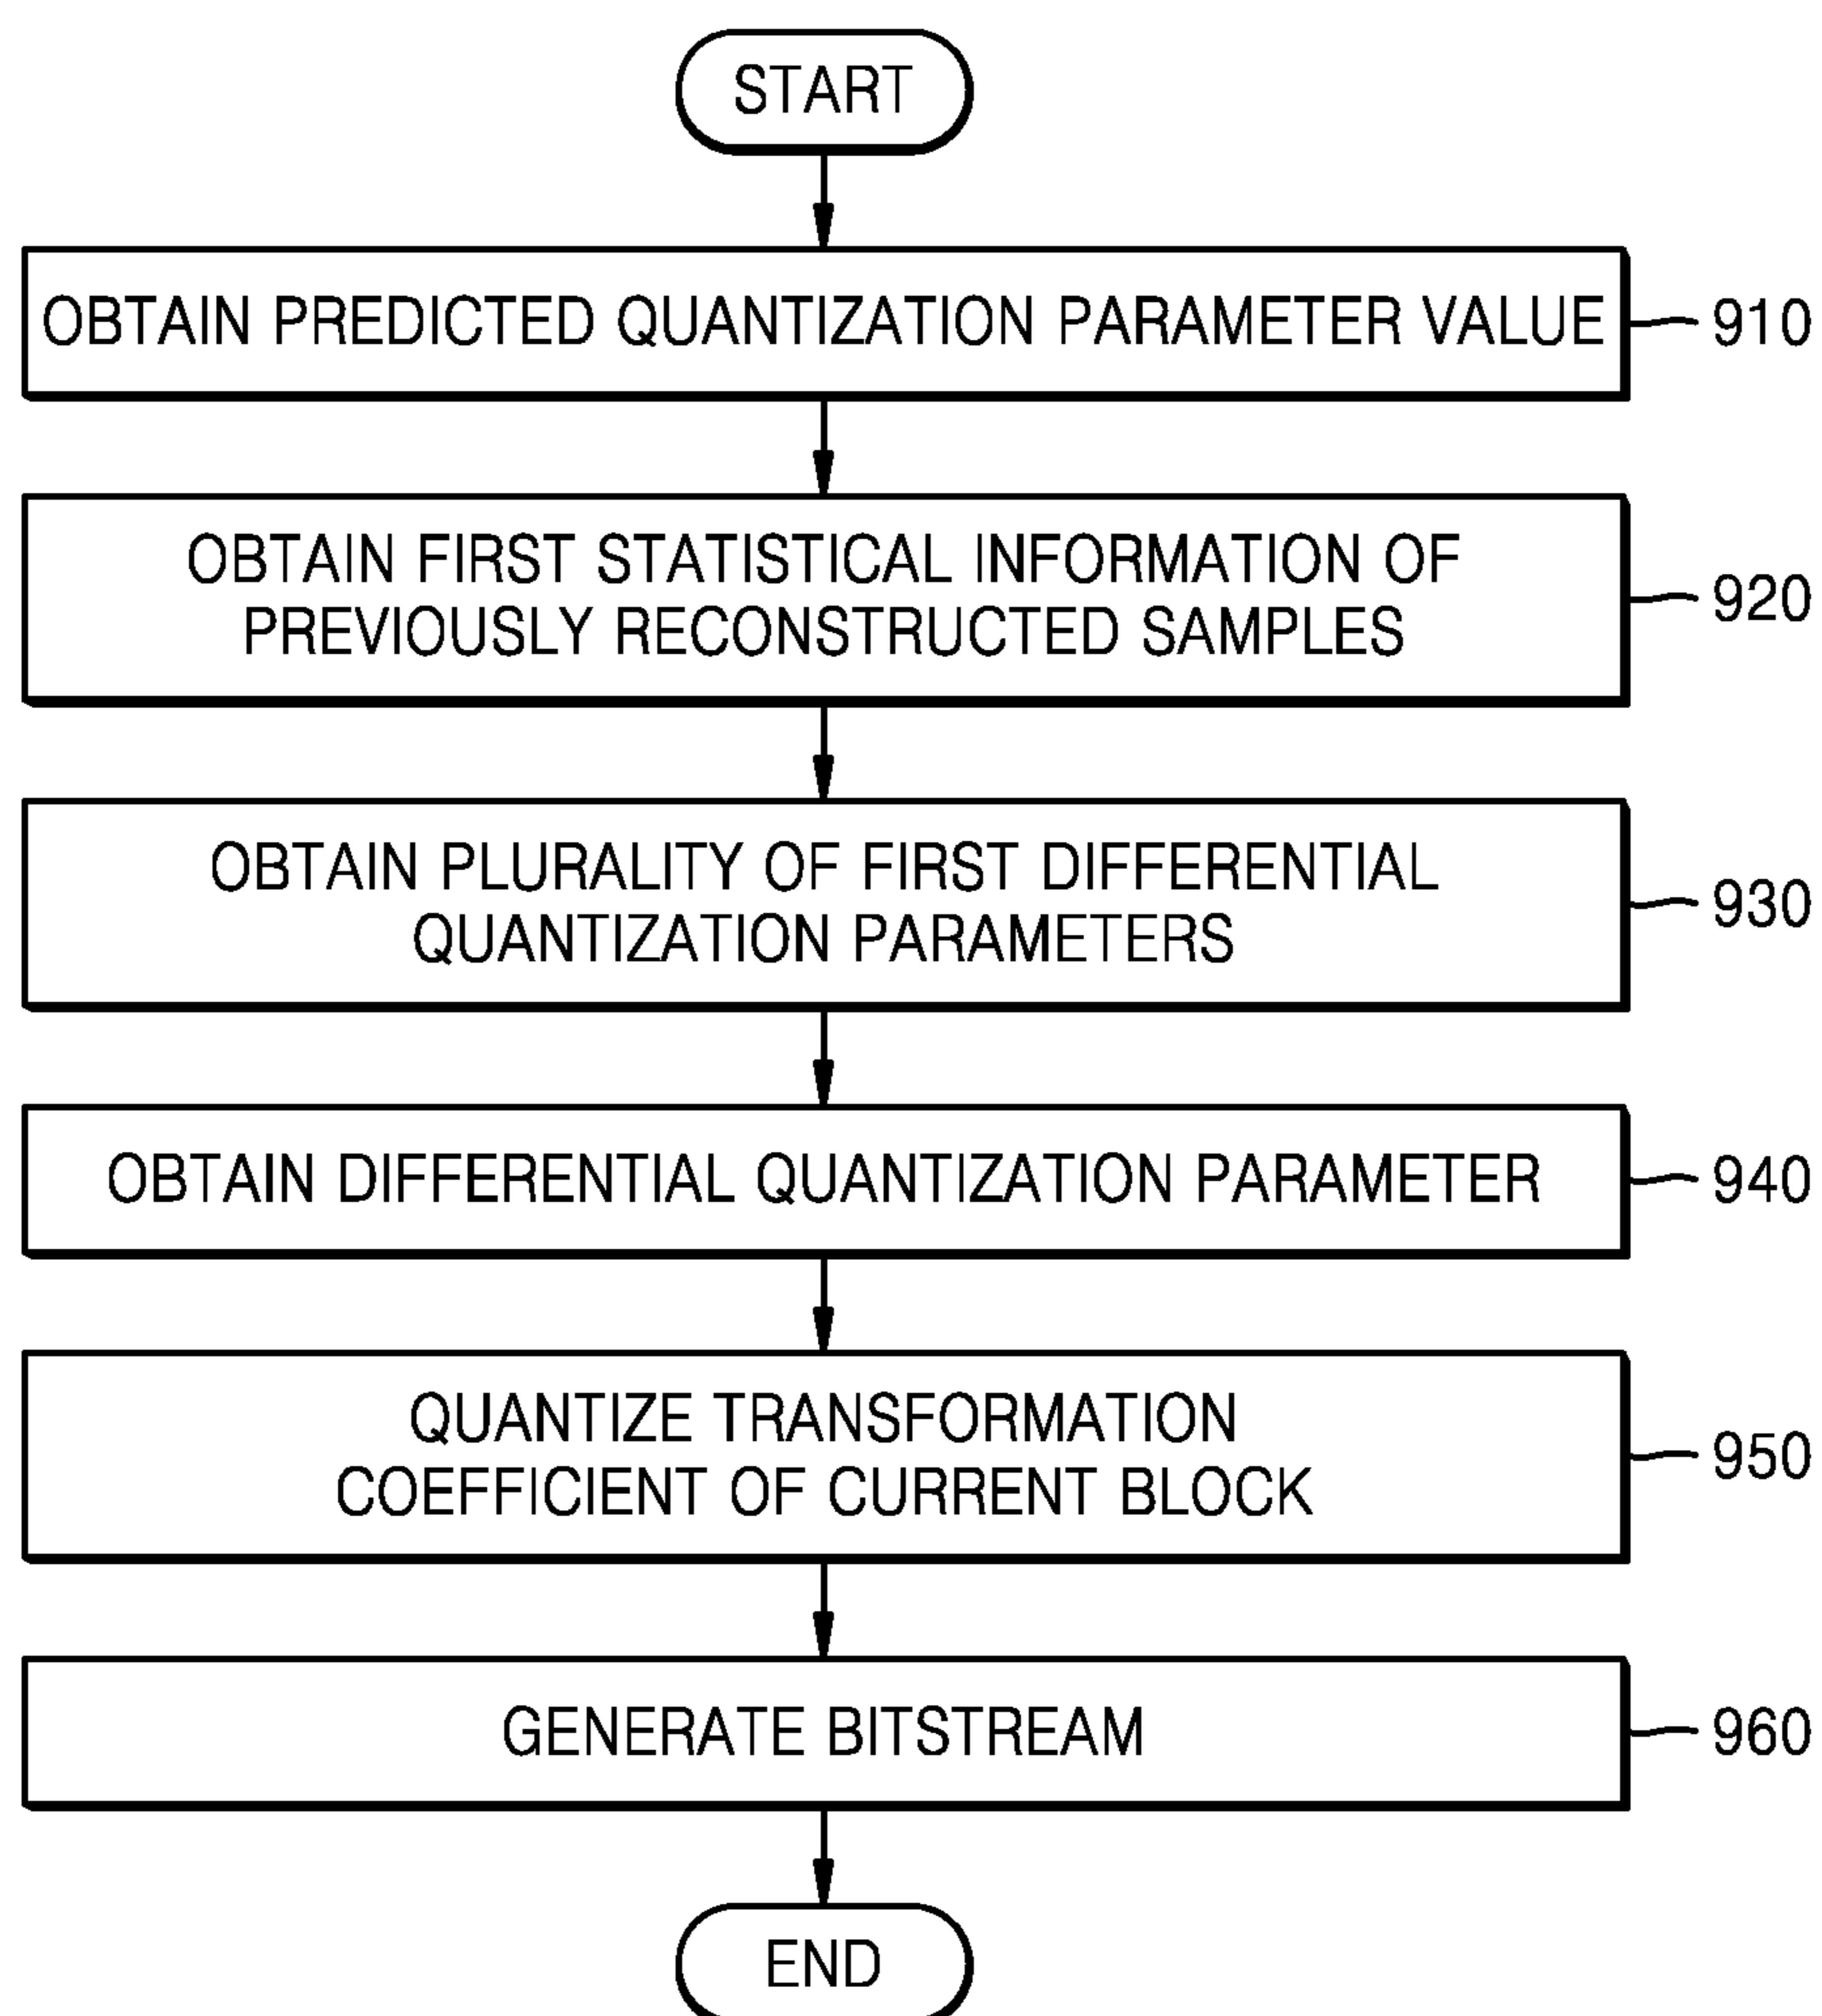 START
OBTAIN PREDICTED QUANTIZATION PARAMETER VALUE
910
OBTAIN FIRST STATISTICAL INFORMATION OF
PREVIOUSLY RECONSTRUCTED SAMPLES
920
OBTAIN PLURALITY OF FIRST DIFFERENTIAL
QUANTIZATION PARAMETERS
930
OBTAIN DIFFERENTIAL QUANTIZATION PARAMETER
940
QUANTIZE TRANSFORMATION
COEFFICIENT OF CURRENT BLOCK
950
GENERATE BITSTREAM
960
END